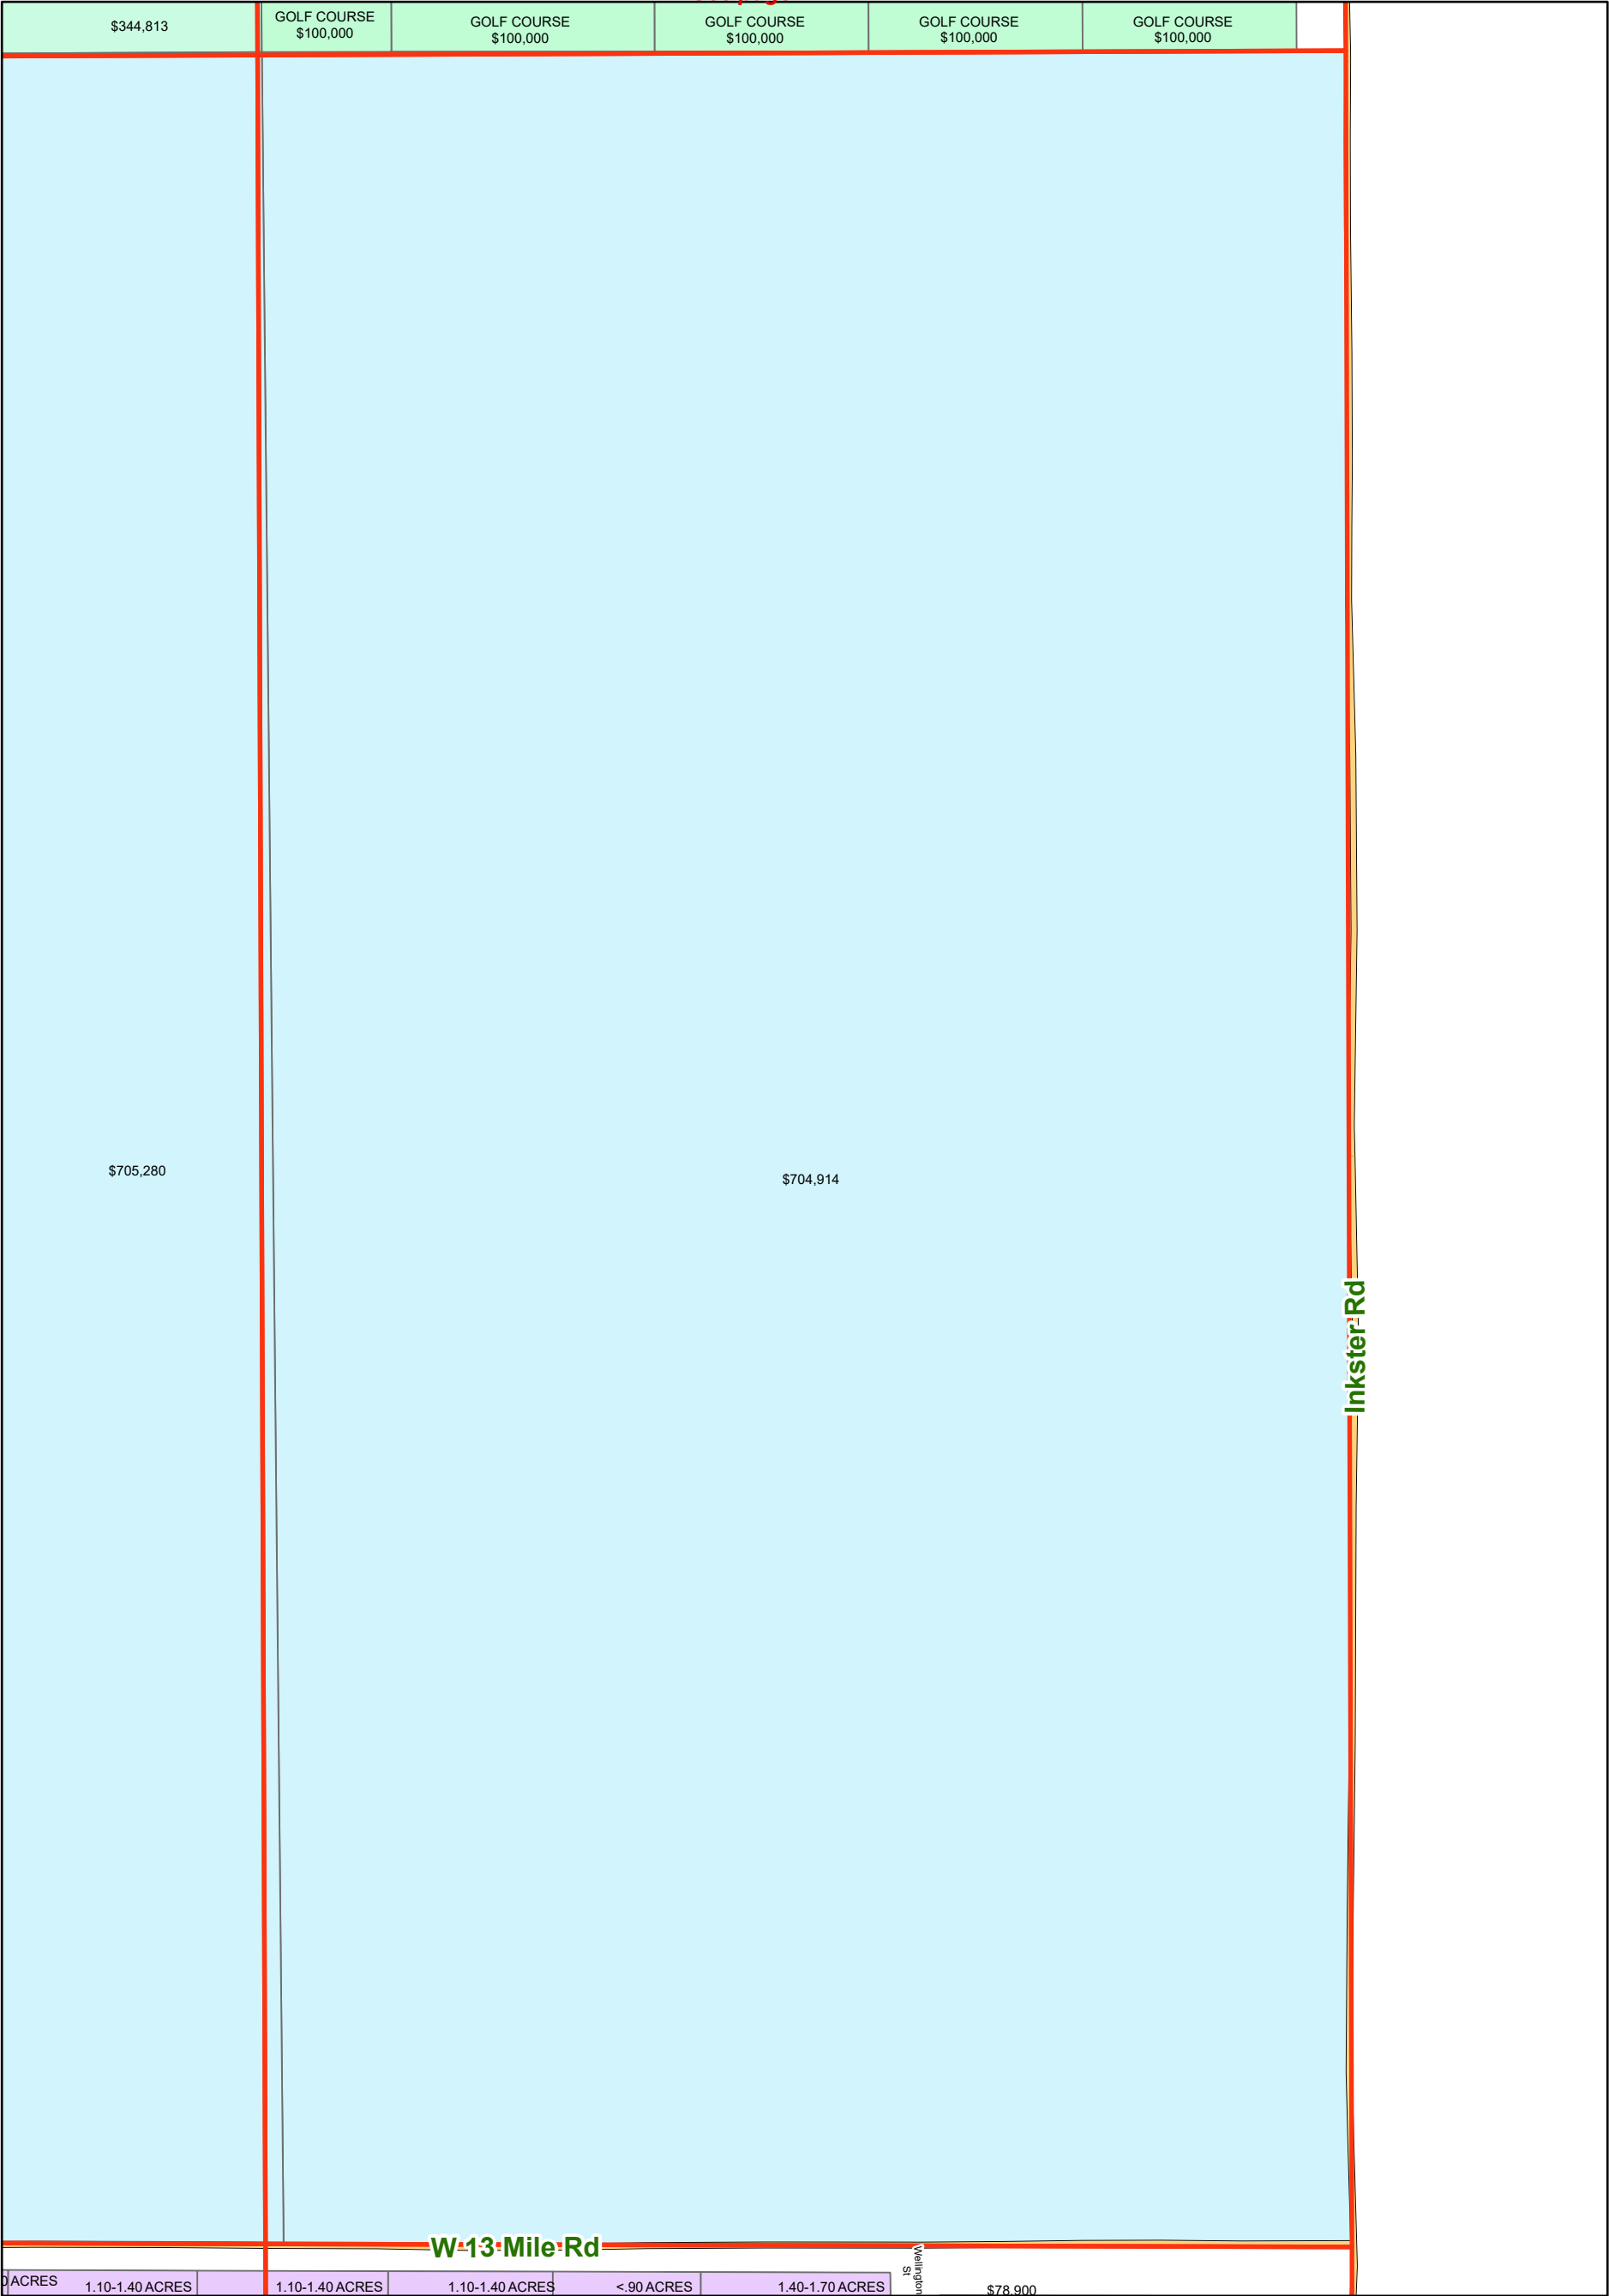 $344,813
GOLF COURSE
$100,000
GOLF COURSE
$100,000
GOLF COURSE
$100,000
GOLF COURSE
$100,000
GOLF COURSE
$100,000
$705,280
$704,914
Inkster Rd
W 13 Mile Rd
Wellington
St
ACRES
1.10-1.40 ACRES
1.10-1.40 ACRES
1.10-1.40 ACRES
<.90 ACRES
1.40-1.70 ACRES
$78,900